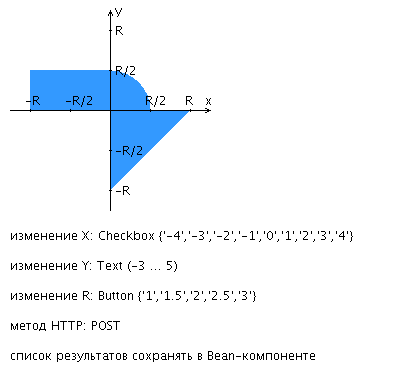 y
R
R/2
-R
-R/2
R/2
R
x
-R/2
-R
изменение X: Checkbox {'-4','-3','-2','-1','0','1','2','3','4'}
изменение Y: Text (-3 ... 5)
изменение R: Button {'1','1.5','2','2.5','3'}
метод HTTP: POST
список результатов сохранять в Bean-компоненте